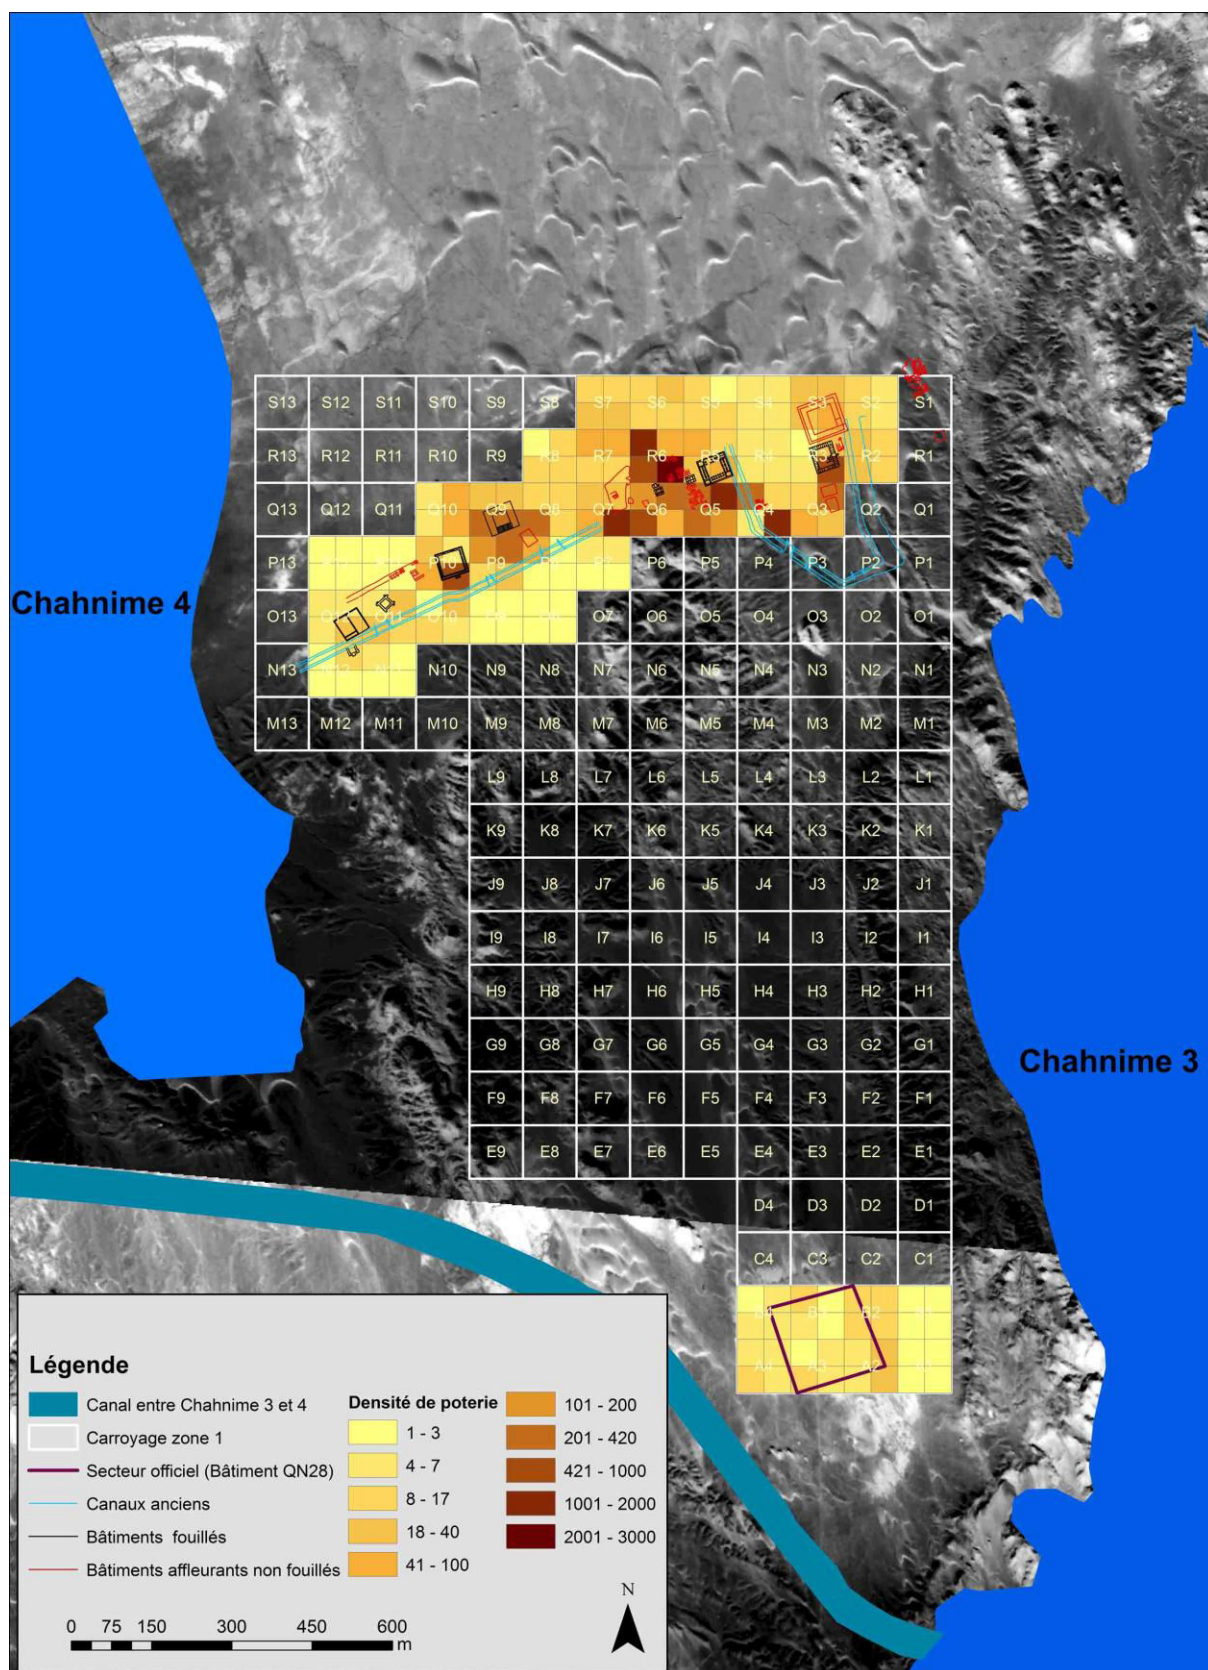 S13 S12 S11 S10 S9 S8 S7 S6 S5 S4 S3 S2 S1
R13 R12 R11 R10 R9 R8 R7 R6 R5 R4 R3 R2 R1
Q13 Q12 Q11 Q10 Q9 Q8 Q7 Q6 Q5 Q4 Q3 Q2 Q1
P13 P10 P9 P6 P5 P4 P3 P2 P1
Chahnime 4
O13 O11 O10 O7 O6 O5 O4 O3 O2 O1
N13 N12 N10 N9 N8 N7 N6 N5 N4 N3 N2 N1
M13 M12 M11 M10 M9 M8 M7 M6 M5 M4 M3 M2 M1
L9 L8 L7 L6 L5 L4 L3 L2 L1
K9 K8 K7 K6 K5 K4 K3 K2 K1
J9 J8 J7 J6 J5 J4 J3 J2 J1
I9 I8 I7 I6 I5 I4 I3 I2 I1
H9 H8 H7 H6 H5 H4 H3 H2 H1
G9 G8 G7 G6 G5 G4 G3 G2 G1
Chahnime 3
F9 F8 F7 F6 F5 F4 F3 F2 F1
E9 E8 E7 E6 E5 E4 E3 E2 E1
D4 D3 D2 D1
C4 C3 C2 C1
B4 B3 B2
A4 A3 A2
Légende
Canal entre Chahnime 3 et 4
Carroyage zone 1
Secteur officiel (Bâtiment QN28)
Canaux anciens
Bâtiments fouillés
Bâtiments affleurants non fouillés
Densité de poterie
1 - 3
4 - 7
8 - 17
18 - 40
41 - 100
101 - 200
201 - 420
421 - 1000
1001 - 2000
2001 - 3000
0 75 150 300 450 600
m
N